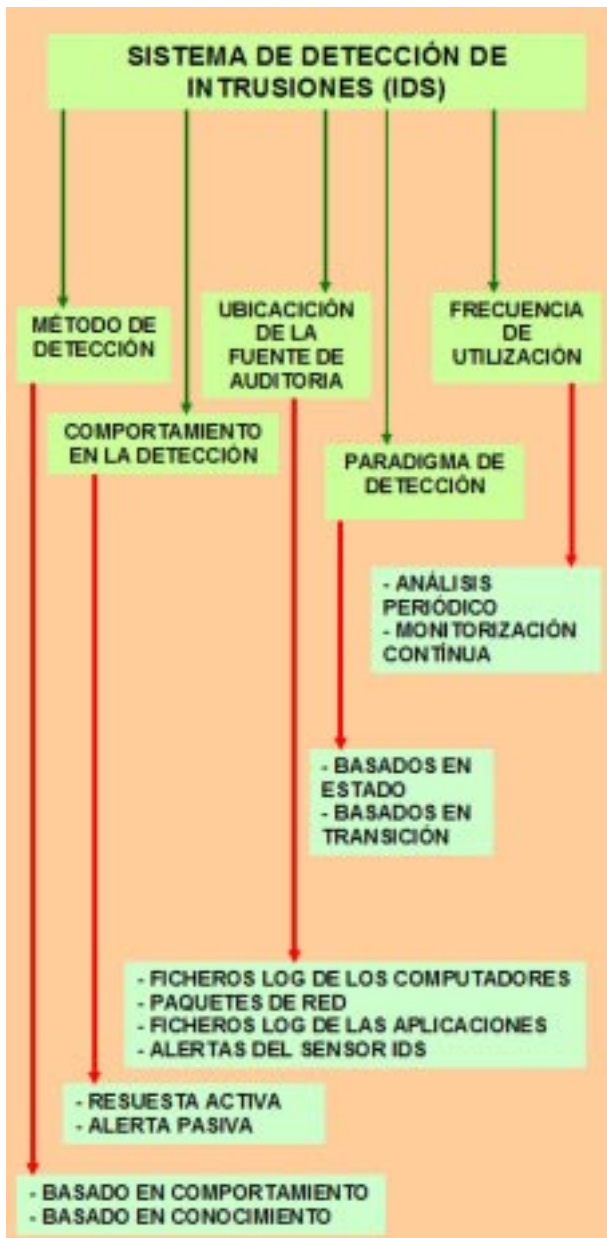 SISTEMA DE DETECCIÓN DE
INTRUSIONES (IDS)
MÉTODO DE
DETECCIÓN
COMPORTAMIENTO
EN LA DETECCIÓN
UBICACICIÓN
DE LA
FUENTE DE
AUDITORIA
PARADIGMA DE
DETECCIÓN
FRECUENCIA
DE
UTILIZACIÓN
- ANÁLISIS
PERIÓDICO
- MONITORIZACIÓN
CONTÍNUA
- BASADOS EN
ESTADO
- BASADOS EN
TRANSICIÓN
- FICHEROS LOG DE LOS COMPUTADORES
- PAQUETES DE RED
- FICHEROS LOG DE LAS APLICACIONES
- ALERTAS DEL SENSOR IDS
- RESUESTA ACTIVA
- ALERTA PASIVA
- BASADO EN COMPORTAMIENTO
- BASADO EN CONOCIMIENTO